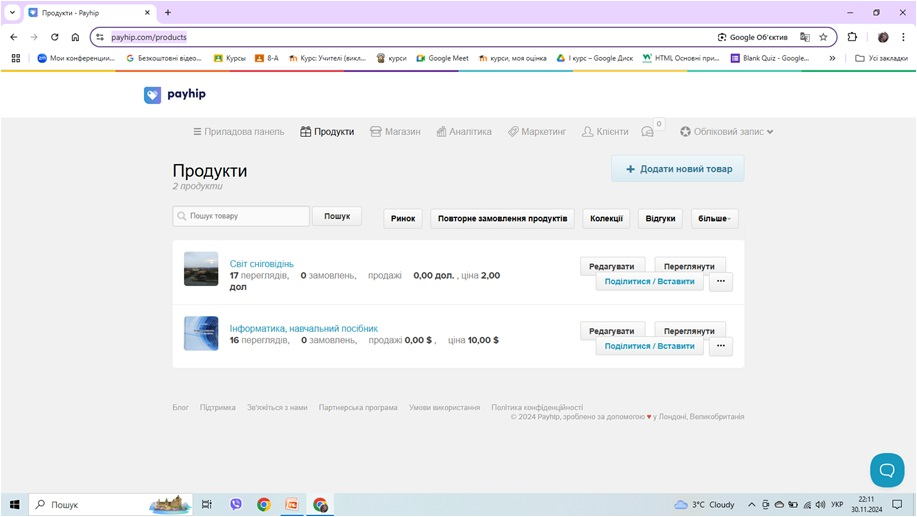 Продукти - Payhip
payhip.com/products
Google Об'єктив
Мои конференции...
Безкоштовні відео...
Курсы
8-А
Курс: Учителі (викл...
курси
Google Meet
курси, моя оцінка
І курс – Google Диск
HTML Основні при...
Blank Quiz - Google...
Усі закладки
payhip
Приладова панель
Продукти
Магазин
Аналітика
Маркетинг
Клієнти
0
Обліковий запис
Продукти
2 продукти
+ Додати новий товар
Пошук товару
Пошук
Ринок
Повторне замовлення продуктів
Колекції
Відгуки
більше
Світ сніговідінь
17 переглядів, 0 замовлень, продажі 0,00 дол. , ціна 2,00
дол
Редагувати
Переглянути
Поділитися / Вставити
Інформатика, навчальний посібник
16 переглядів, 0 замовлень, продажі 0,00 $ , ціна 10,00 $
Редагувати
Переглянути
Поділитися / Вставити
Блог Підтримка Зв'яжіться з нами Партнерська програма Умови використання Політика конфіденційності
© 2024 Payhip, зроблено за допомогою ♥ у Лондоні, Великобританія
Пошук
3°C Cloudy
УКР
22:11
30.11.2024